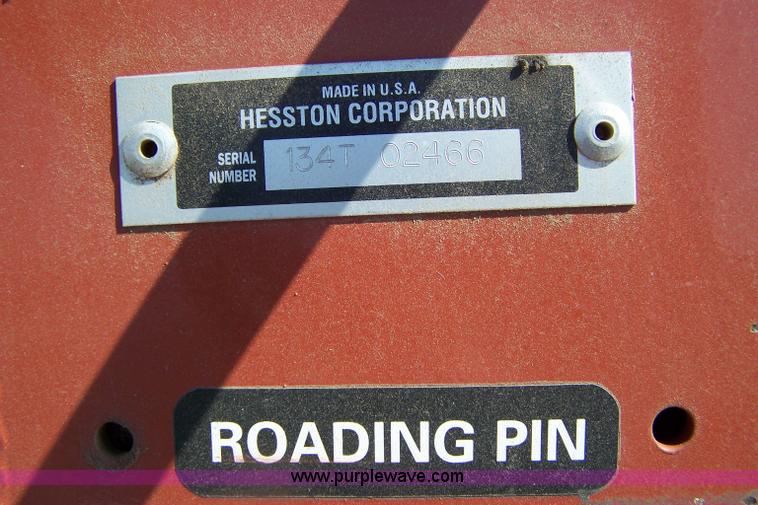 MADE IN U.S.A.
HESSTON CORPORATION
SERIAL NUMBER
134T 02466
ROADING PIN
www.purplewave.com